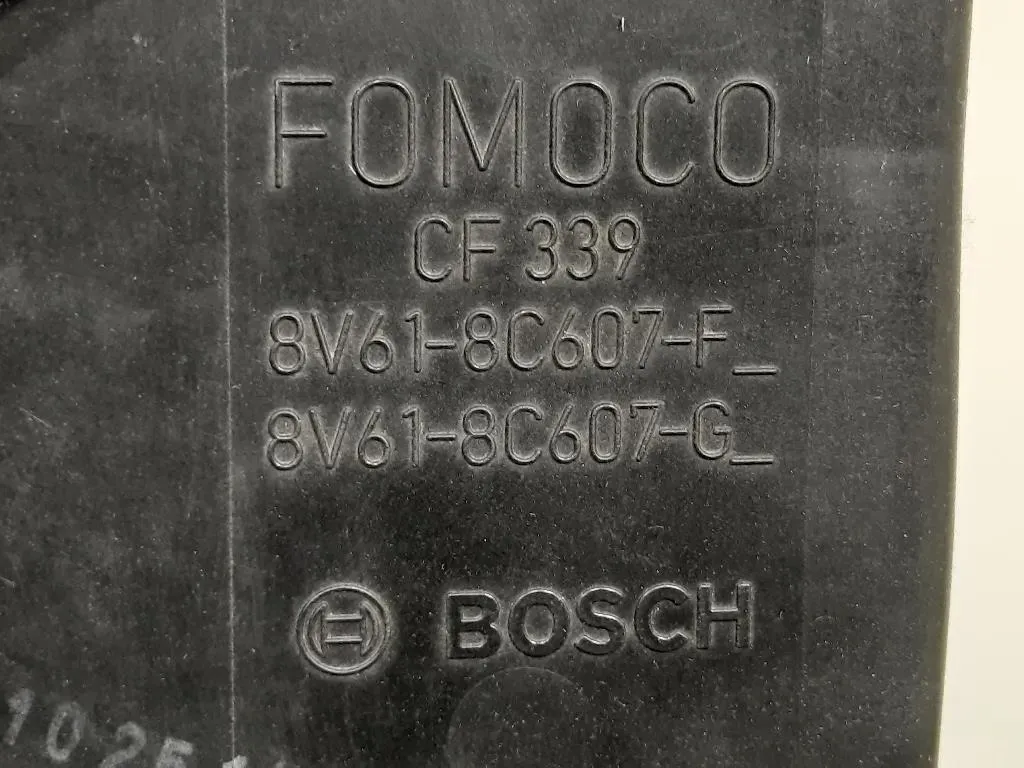 FOMOCO
CF 339
8V61-8C607-F_
8V61-8C607-G_
BOSCH